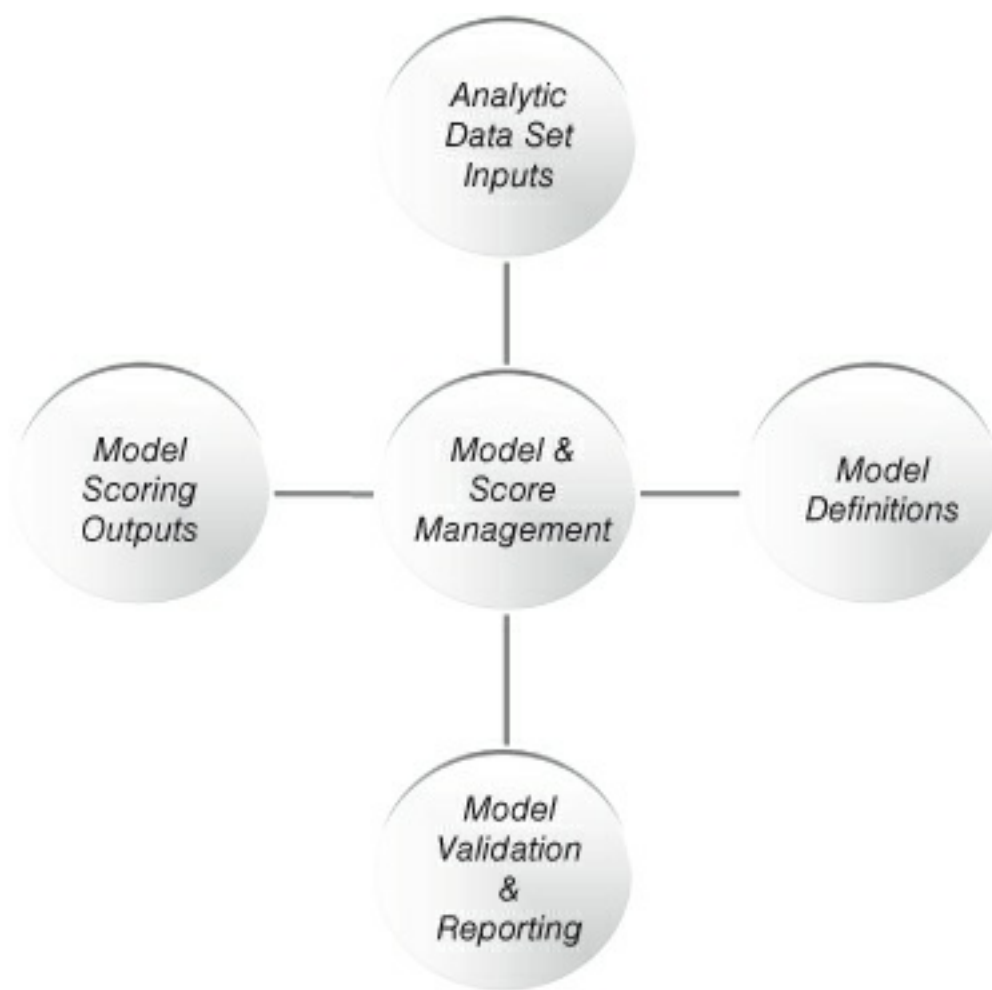 Analytic
Data Set
Inputs
Model
Scoring
Outputs
Model &
Score
Management
Model
Definitions
Model
Validation
&
Reporting